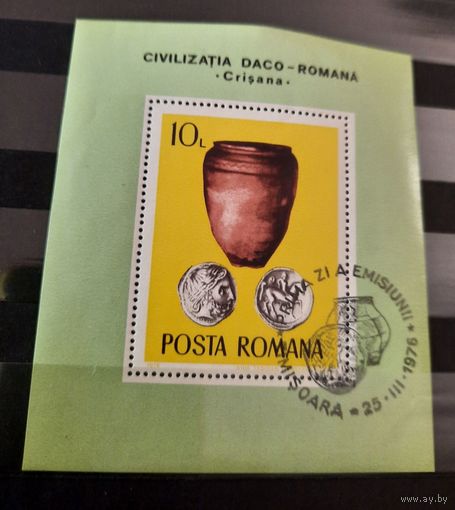 CIVILIZAȚIA DACO-ROMANĂ
·Crișana·
10L
POSTA ROMANA
ZI A EMISIUNII * 25·III·1976 *
www.ay.by